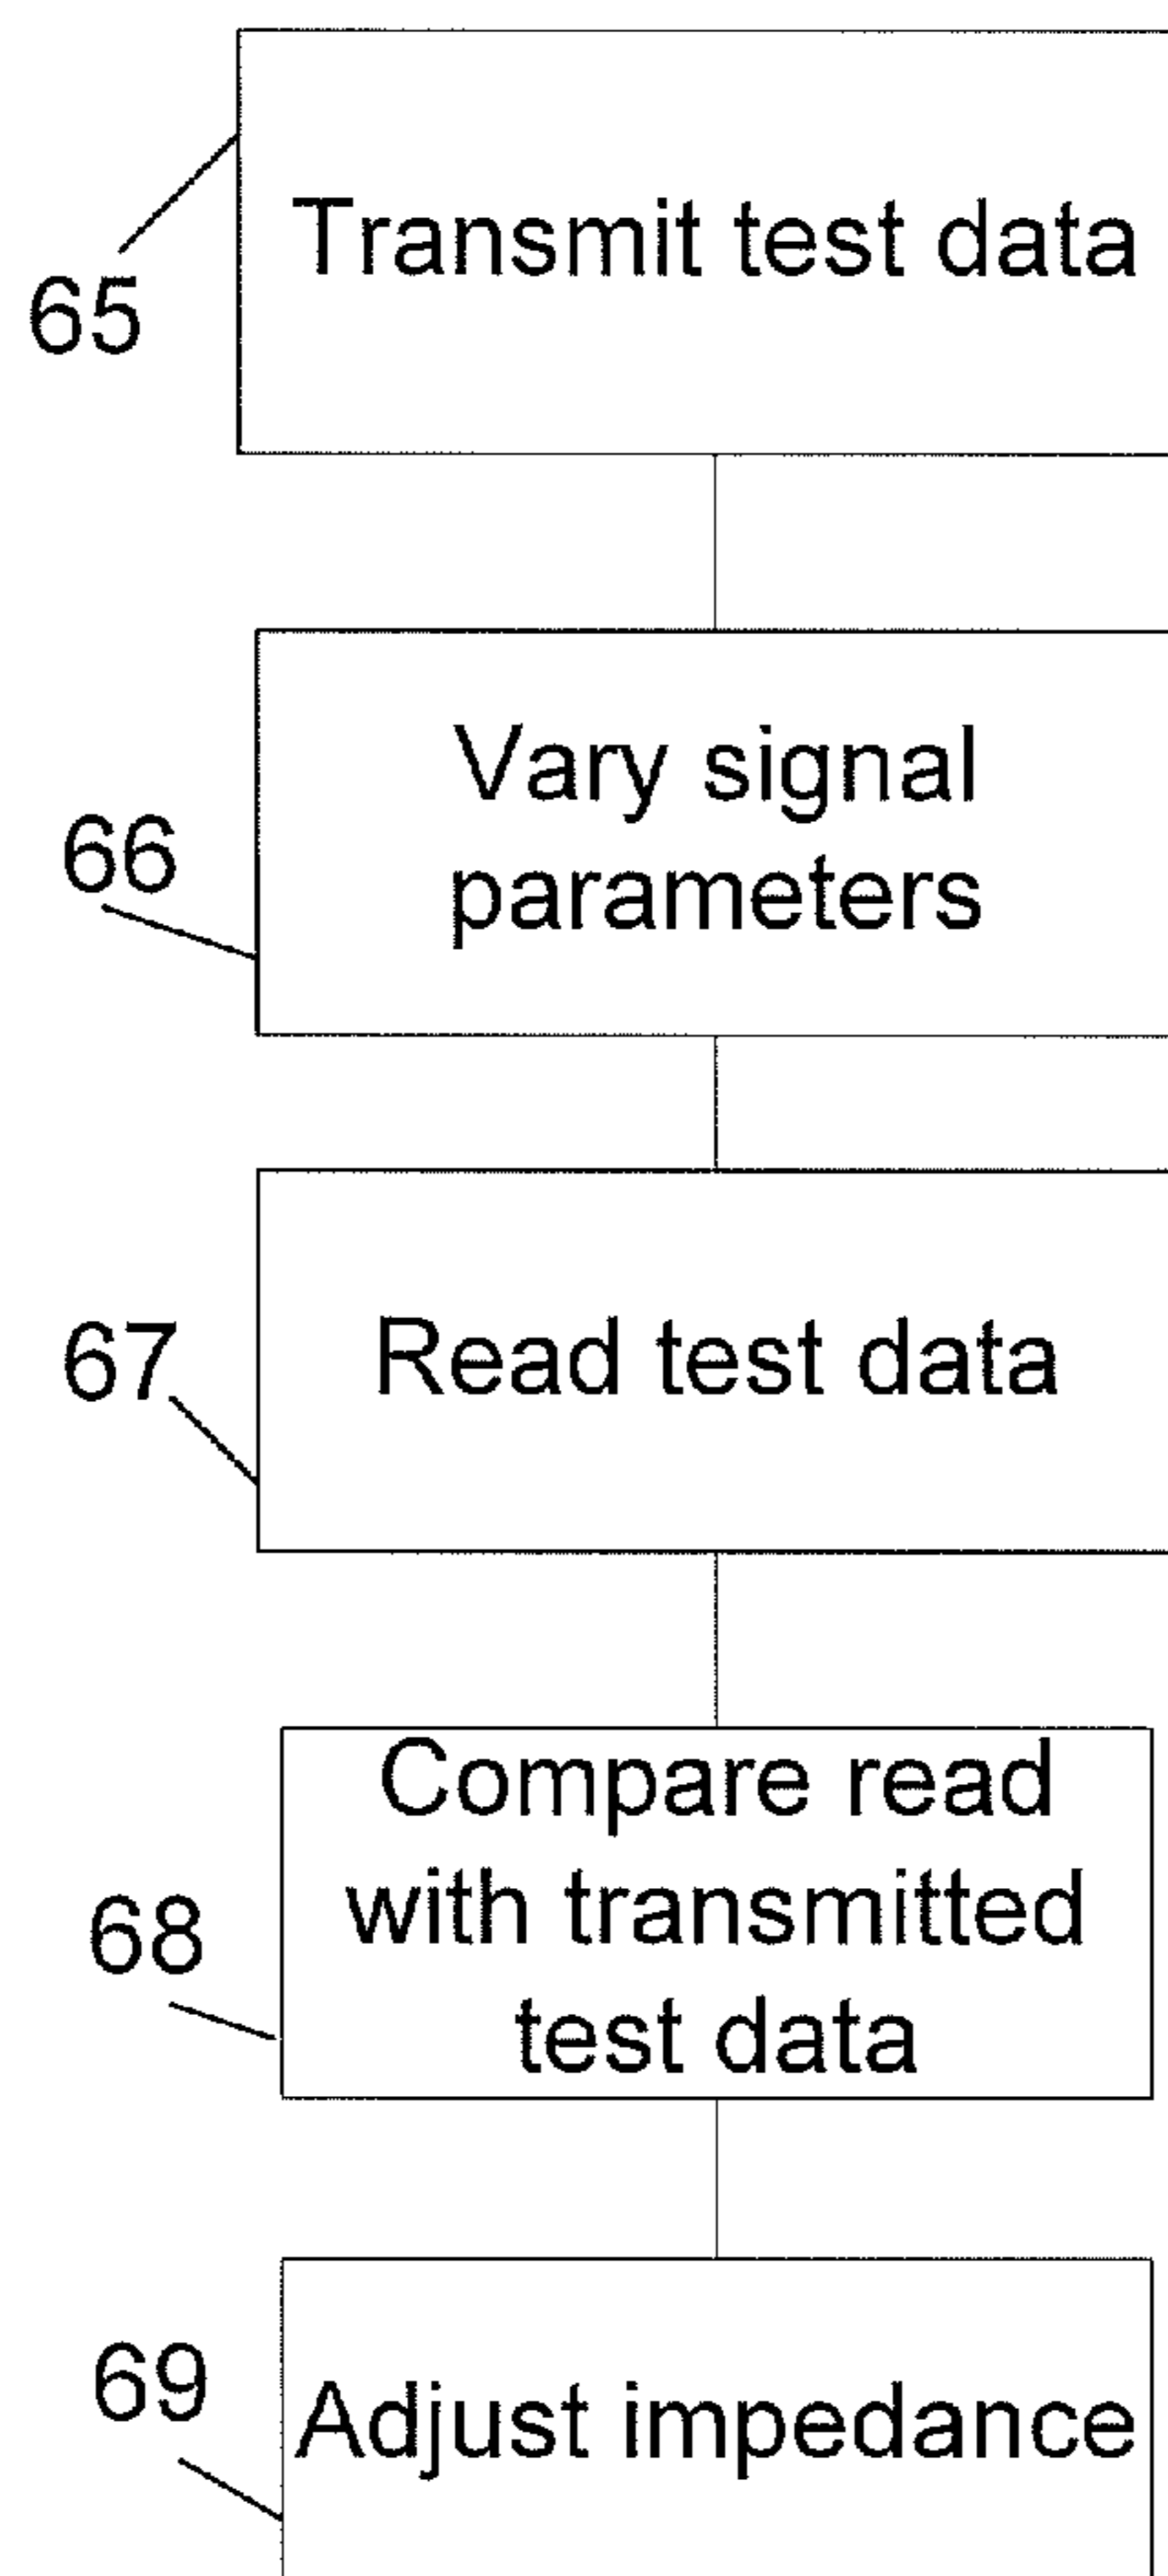 Transmit test data
65
Vary signal
parameters
66
Read test data
67
Compare read
with transmitted
test data
68
Adjust impedance
69